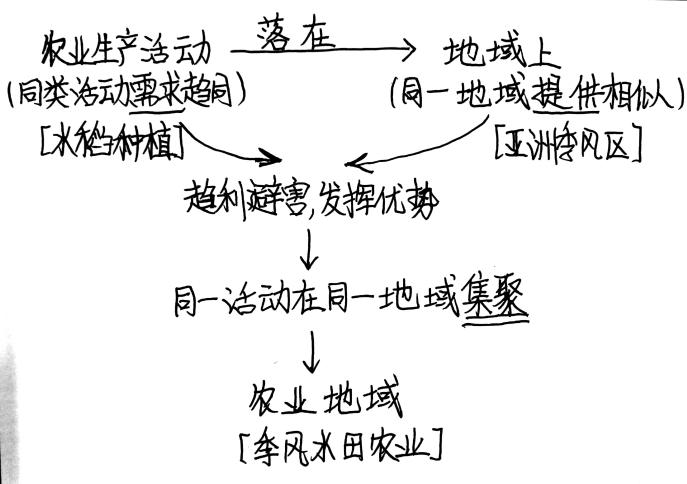 农业生产活动 落在 地域上
(同类活动需求趋同) (同一地域提供相似)
[水稻种植] [亚洲季风区]
趋利避害,发挥优势
同一活动在同一地域集聚
农业地域
[季风水田农业]